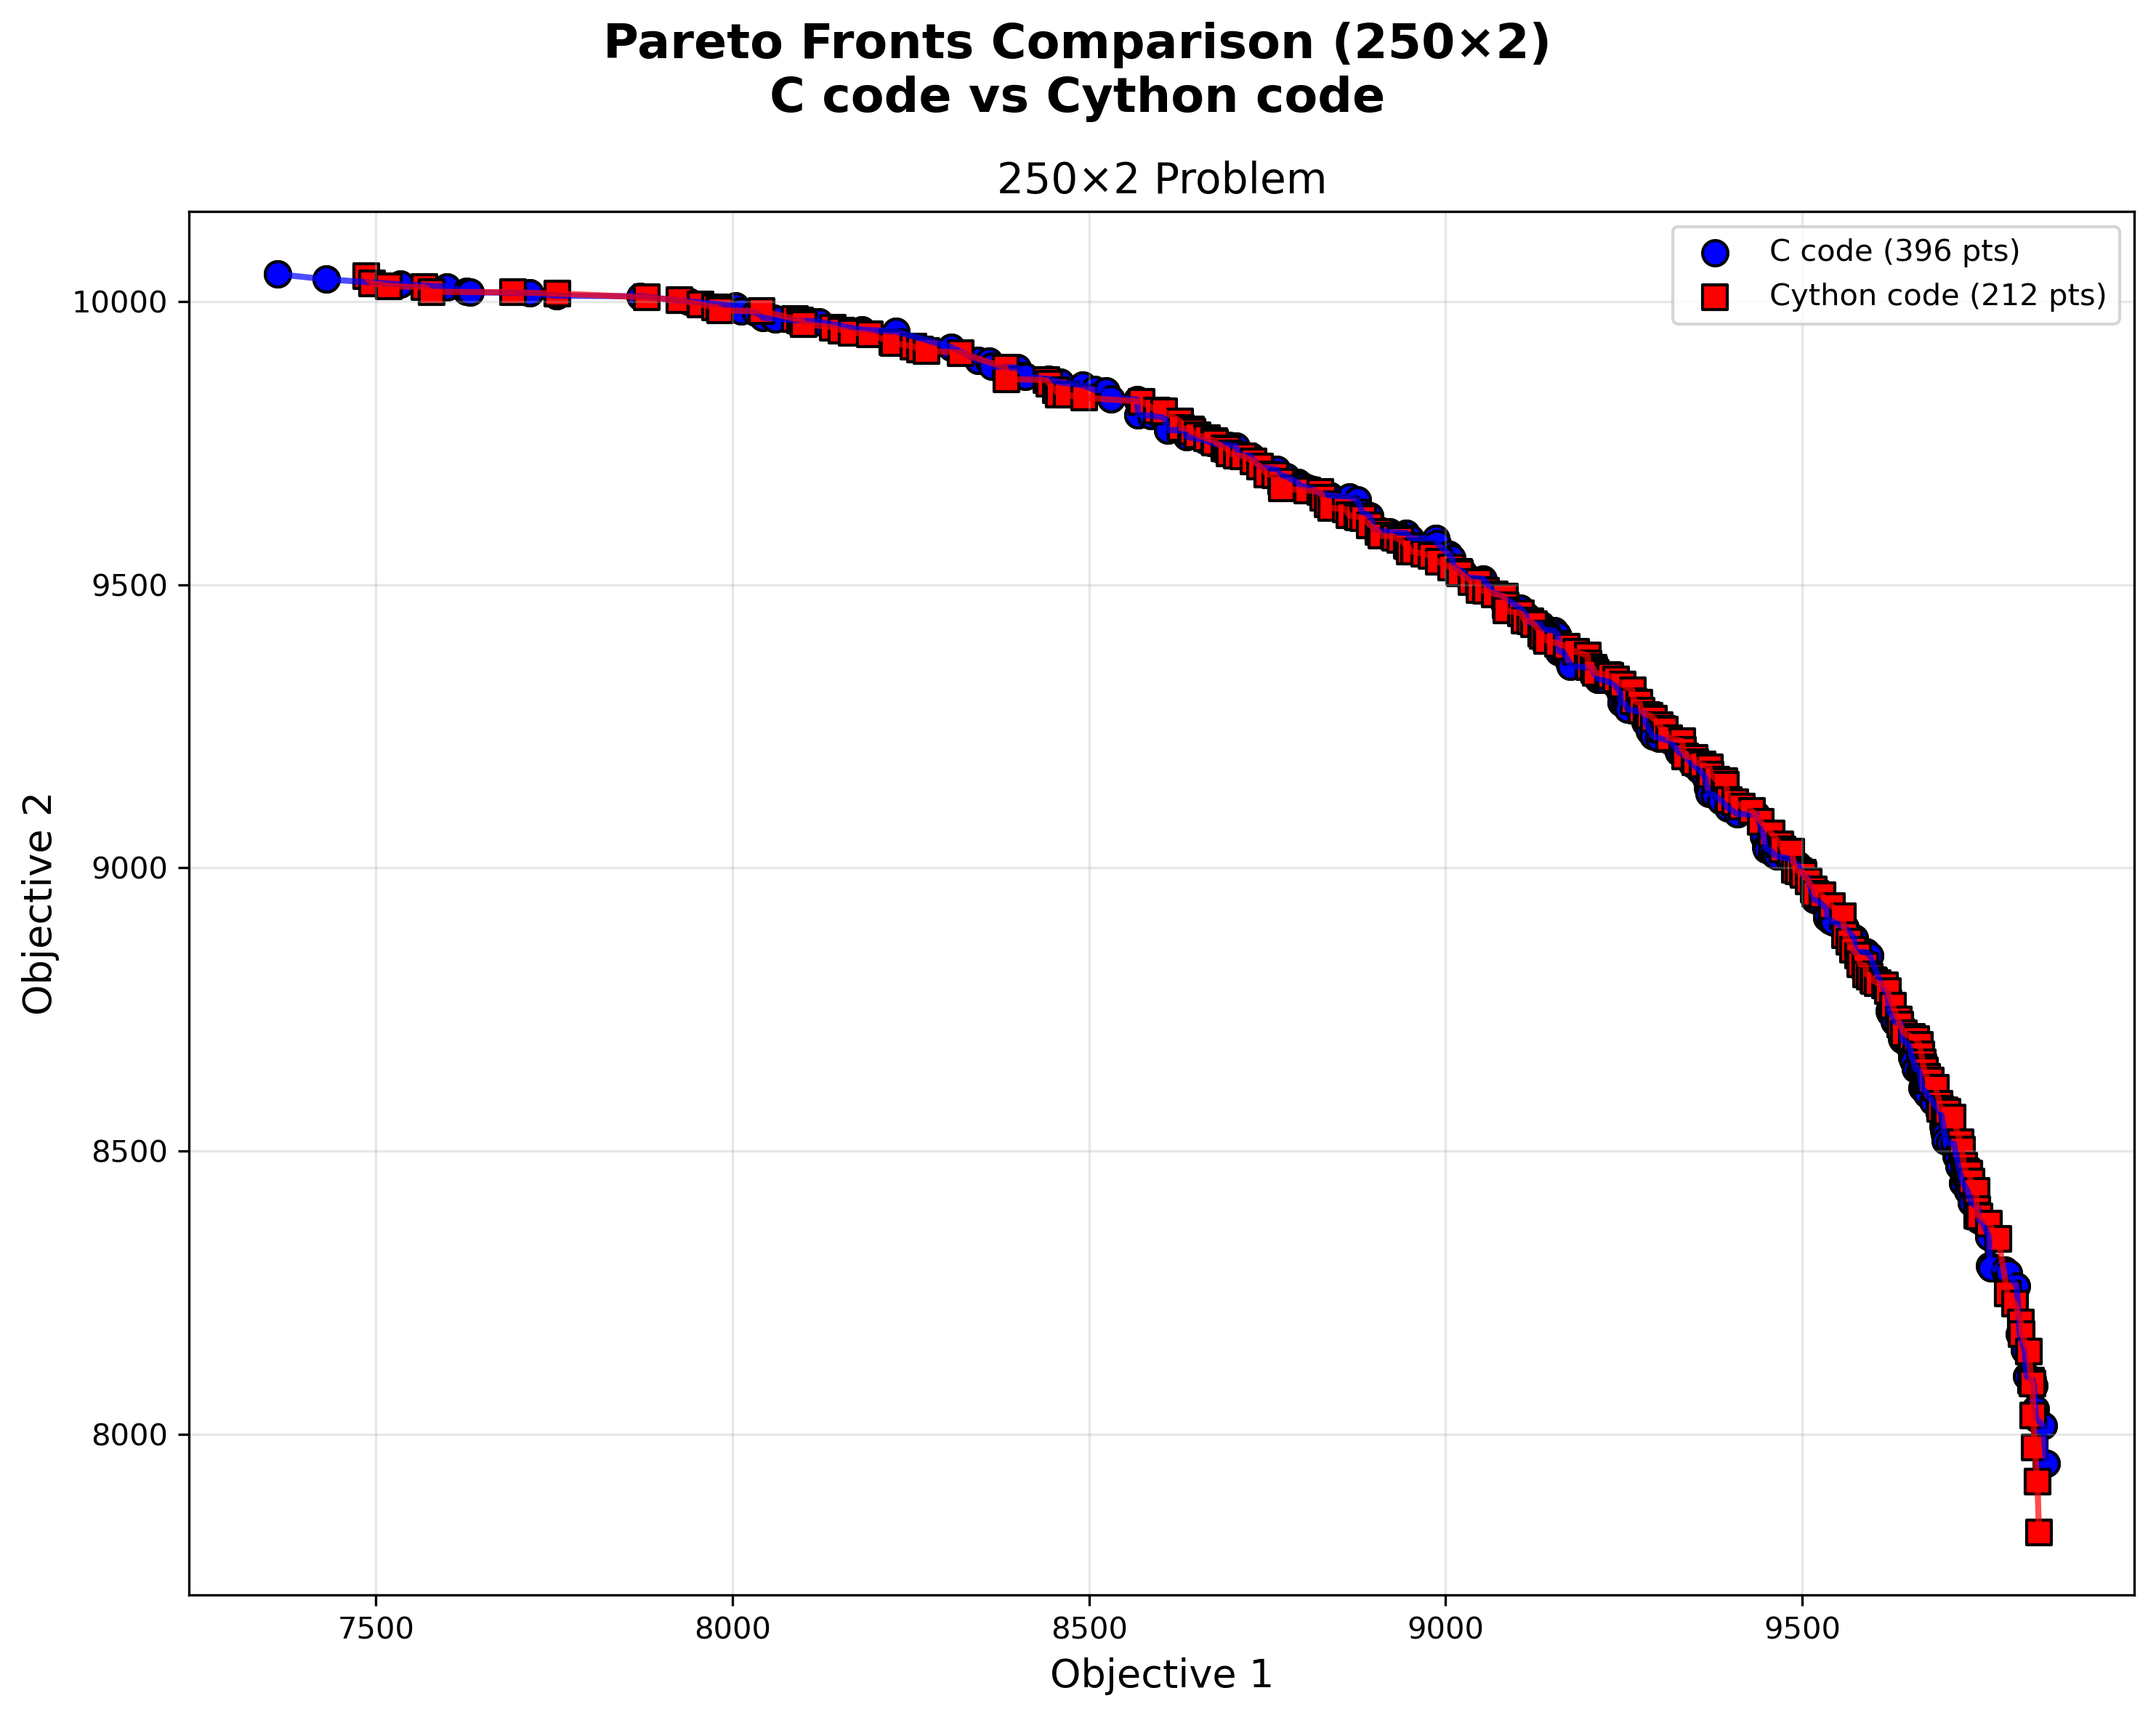 Pareto Fronts Comparison (250×2)
C code vs Cython code
250×2 Problem
C code (396 pts)
Cython code (212 pts)
10000
9500
9000
8500
8000
Objective 2
7500 8000 8500 9000 9500
Objective 1